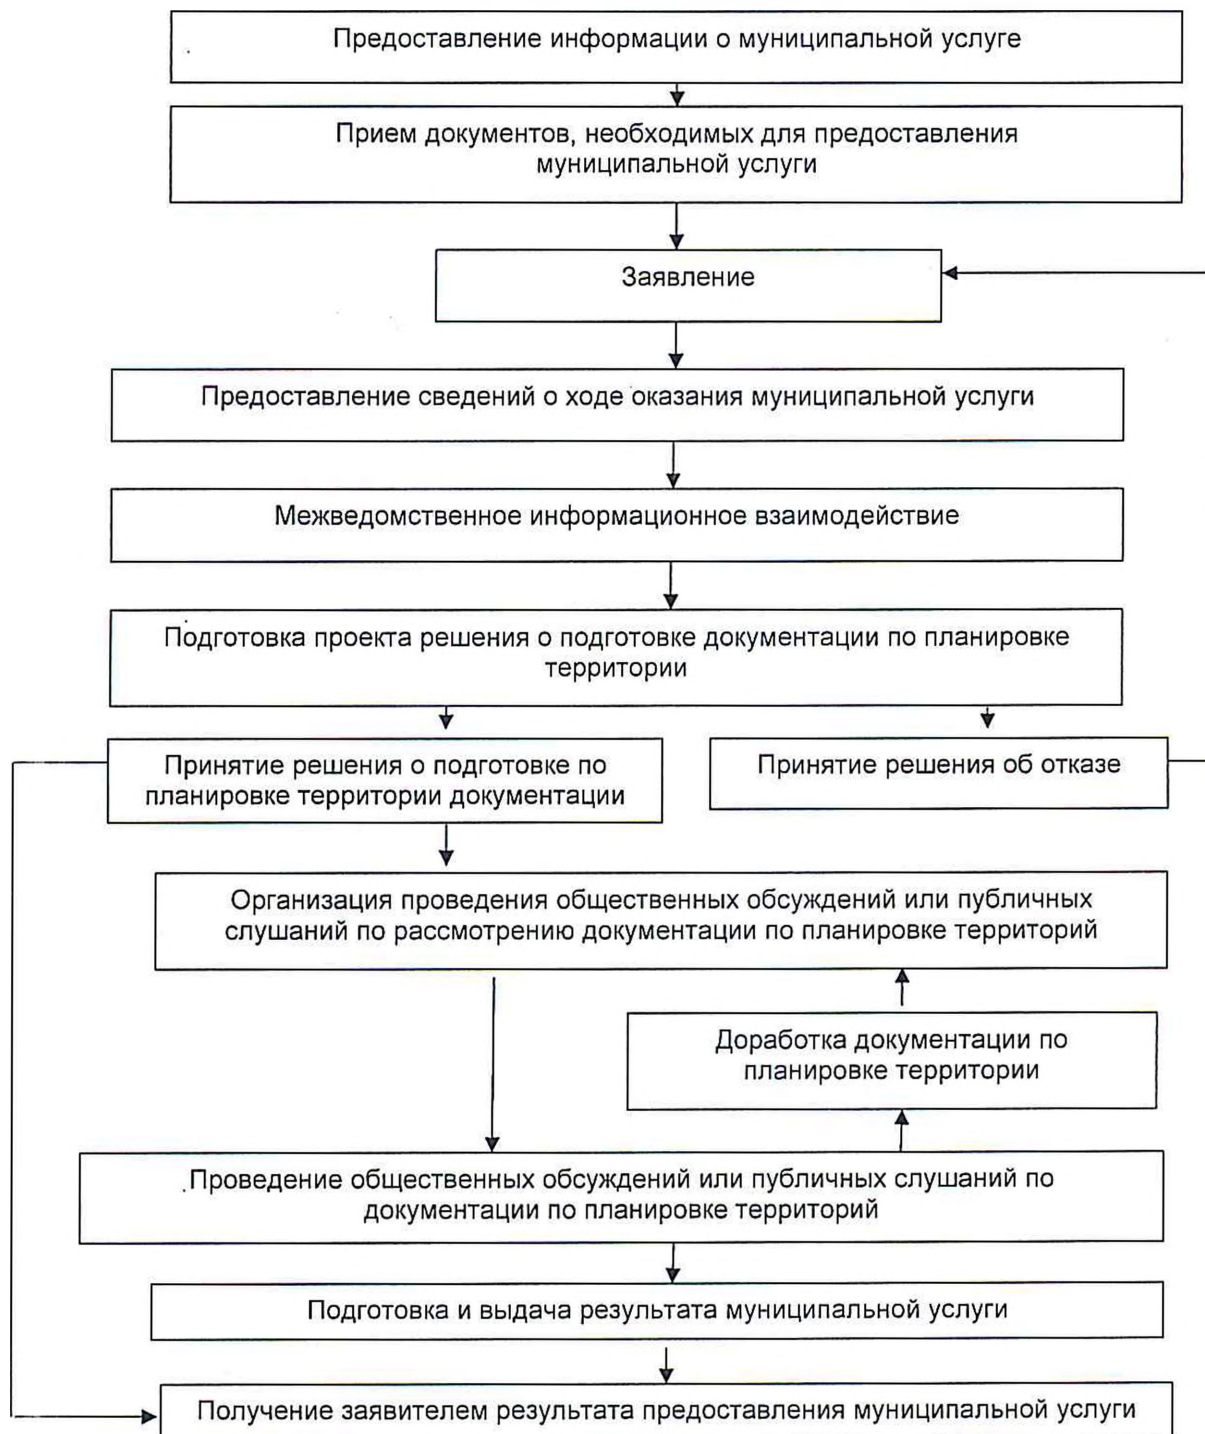 Предоставление информации о муниципальной услуге
Прием документов, необходимых для предоставления
муниципальной услуги
Заявление
Предоставление сведений о ходе оказания муниципальной услуги
Межведомственное информационное взаимодействие
Подготовка проекта решения о подготовке документации по планировке
территории
Принятие решения о подготовке по
планировке территории документации
Принятие решения об отказе
Организация проведения общественных обсуждений или публичных
слушаний по рассмотрению документации по планировке территорий
Доработка документации по
планировке территории
Проведение общественных обсуждений или публичных слушаний по
документации по планировке территорий
Подготовка и выдача результата муниципальной услуги
Получение заявителем результата предоставления муниципальной услуги